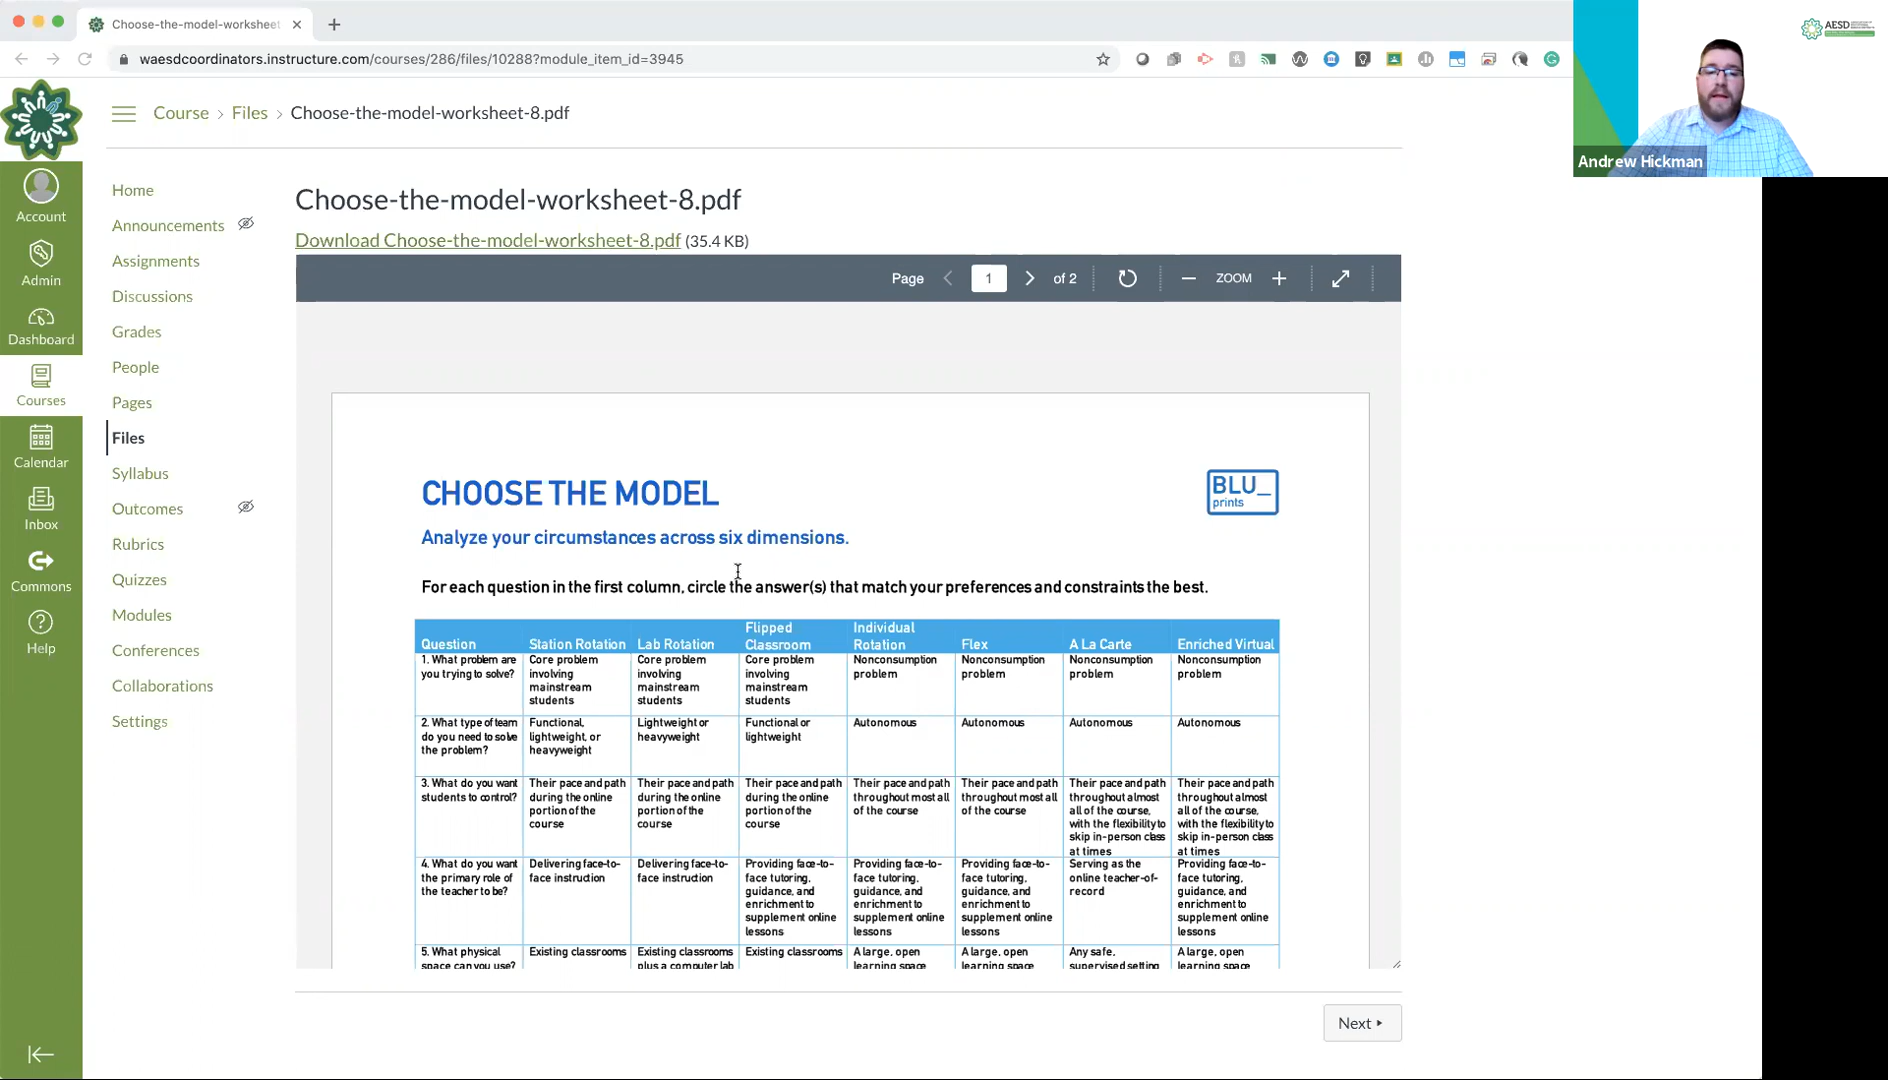 Choose-the-model-worksheet
waesdcoordinators.instructure.com/courses/286/files/10288?module_item_id=3945
AESD
Andrew Hickman
Course › Files › Choose-the-model-worksheet-8.pdf
Account
Admin
Dashboard
Courses
Calendar
Inbox
Commons
Help
Home
Announcements
Assignments
Discussions
Grades
People
Pages
Files
Syllabus
Outcomes
Rubrics
Quizzes
Modules
Conferences
Collaborations
Settings
Choose-the-model-worksheet-8.pdf
Download Choose-the-model-worksheet-8.pdf (35.4 KB)
Page 1 of 2 ZOOM
CHOOSE THE MODEL
BLU_
prints
Analyze your circumstances across six dimensions.
For each question in the first column, circle the answer(s) that match your preferences and constraints the best.
Question
Station Rotation
Lab Rotation
Flipped
Classroom
Individual
Rotation
Flex
A La Carte
Enriched Virtual
1. What problem are
you trying to solve?
Core problem
involving
mainstream
students
Core problem
involving
mainstream
students
Core problem
involving
mainstream
students
Nonconsumption
problem
Nonconsumption
problem
Nonconsumption
problem
Nonconsumption
problem
2. What type of team
do you need to solve
the problem?
Functional,
lightweight, or
heavyweight
Lightweight or
heavyweight
Functional or
lightweight
Autonomous
Autonomous
Autonomous
Autonomous
3. What do you want
students to control?
Their pace and path
during the online
portion of the
course
Their pace and path
during the online
portion of the
course
Their pace and path
during the online
portion of the
course
Their pace and path
throughout most all
of the course
Their pace and path
throughout most all
of the course
Their pace and path
throughout almost
all of the course,
with the flexibility to
skip in-person class
at times
Their pace and path
throughout almost
all of the course,
with the flexibility to
skip in-person class
at times
4. What do you want
the primary role of
the teacher to be?
Delivering face-to-
face instruction
Delivering face-to-
face instruction
Providing face-to-
face tutoring,
guidance, and
enrichment to
supplement online
lessons
Providing face-to-
face tutoring,
guidance, and
enrichment to
supplement online
lessons
Providing face-to-
face tutoring,
guidance, and
enrichment to
supplement online
lessons
Serving as the
online teacher-of-
record
Providing face-to-
face tutoring,
guidance, and
enrichment to
supplement online
lessons
5. What physical
space can you use?
Existing classrooms
Existing classrooms
plus a computer lab
Existing classrooms
A large, open
learning space
A large, open
learning space
Any safe,
supervised setting
A large, open
learning space
Next